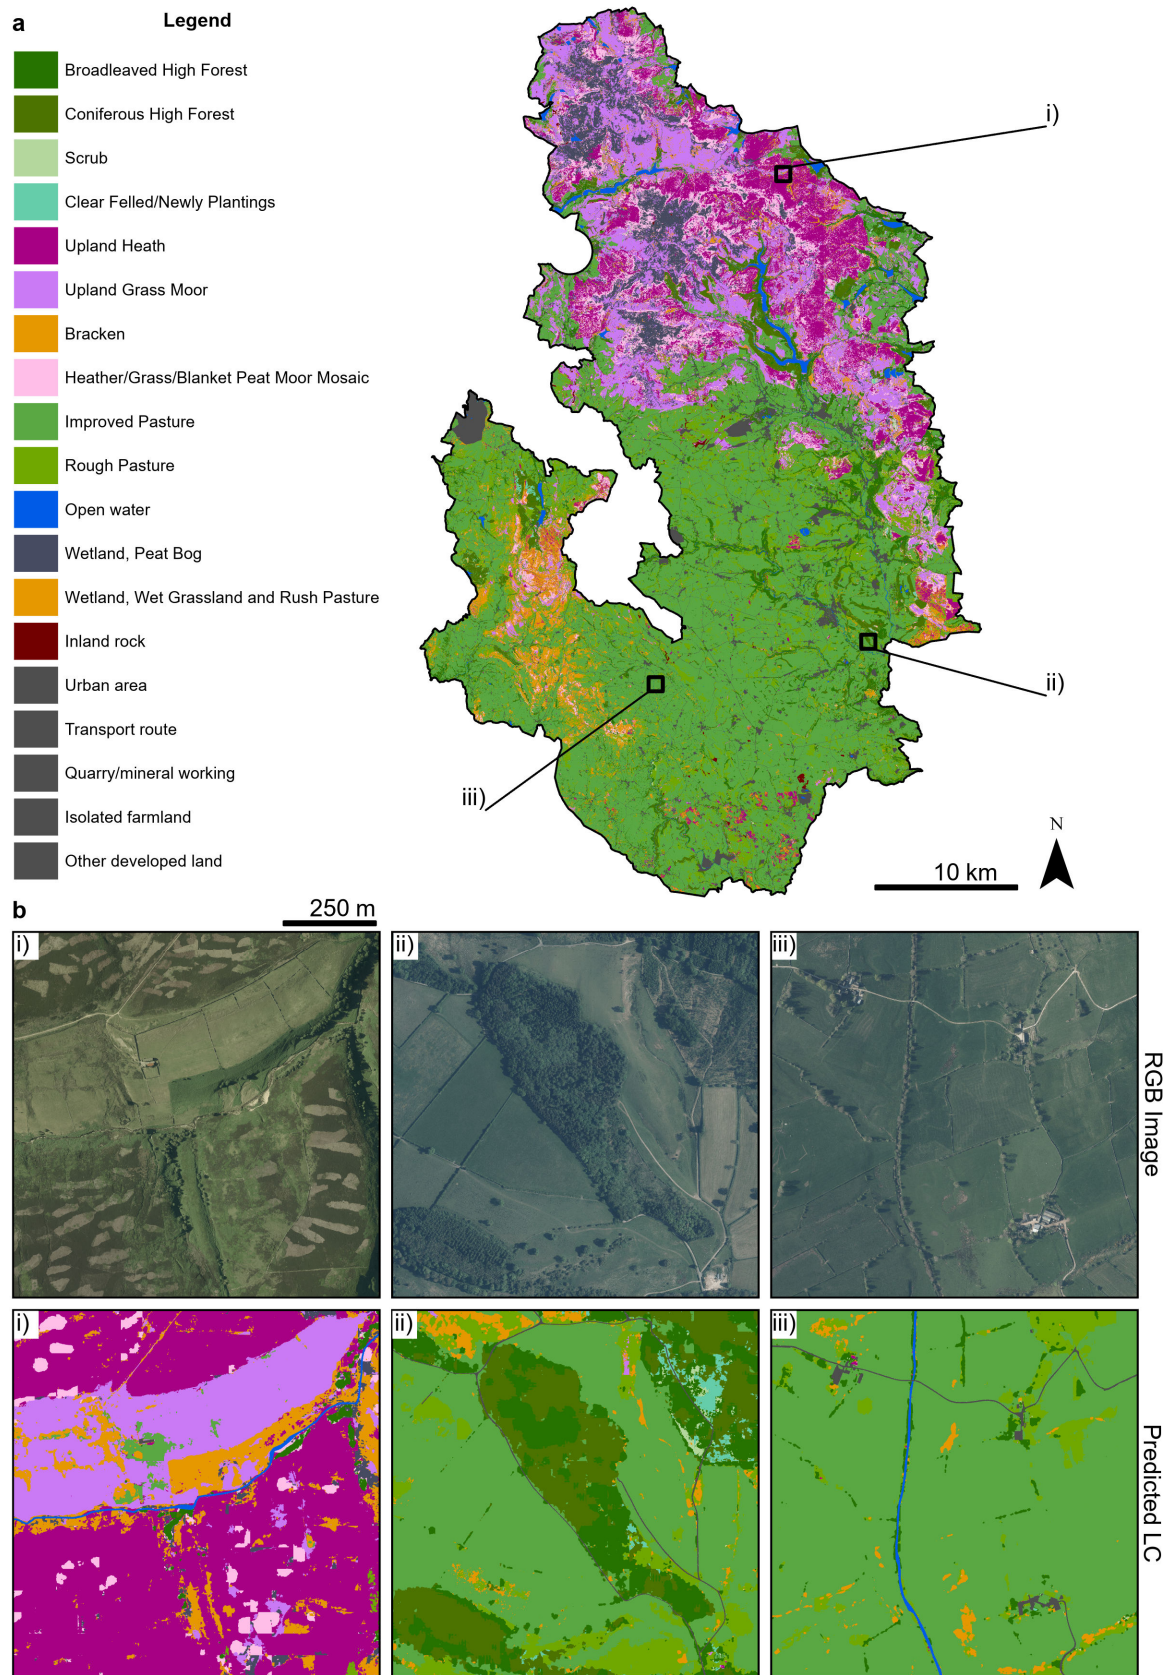 a
Legend
Broadleaved High Forest
Coniferous High Forest
Scrub
Clear Felled/Newly Plantings
Upland Heath
Upland Grass Moor
Bracken
Heather/Grass/Blanket Peat Moor Mosaic
Improved Pasture
Rough Pasture
Open water
Wetland, Peat Bog
Wetland, Wet Grassland and Rush Pasture
Inland rock
Urban area
Transport route
Quarry/mineral working
Isolated farmland
Other developed land
i)
ii)
iii)
N
10 km
b
250 m
i)
ii)
iii)
RGB Image
i)
ii)
iii)
Predicted LC